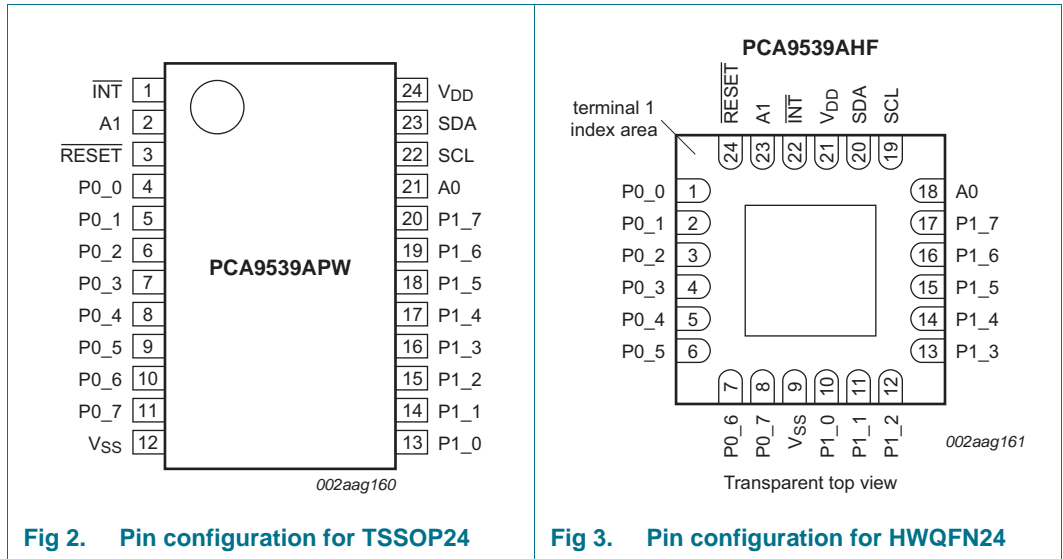 INT 1
A1 2
RESET 3
P0_0 4
P0_1 5
P0_2 6
P0_3 7
P0_4 8
P0_5 9
P0_6 10
P0_7 11
VSS 12
24 VDD
23 SDA
22 SCL
21 A0
20 P1_7
19 P1_6
18 P1_5
17 P1_4
16 P1_3
15 P1_2
14 P1_1
13 P1_0
PCA9539APW
002aag160
Fig 2. Pin configuration for TSSOP24
PCA9539AHF
terminal 1
index area
RESET
A1
INT
VDD
SDA
SCL
24
23
22
21
20
19
P0_0 1
P0_1 2
P0_2 3
P0_3 4
P0_4 5
P0_5 6
18 A0
17 P1_7
16 P1_6
15 P1_5
14 P1_4
13 P1_3
7
8
9
10
11
12
P0_6
P0_7
VSS
P1_0
P1_1
P1_2
002aag161
Transparent top view
Fig 3. Pin configuration for HWQFN24